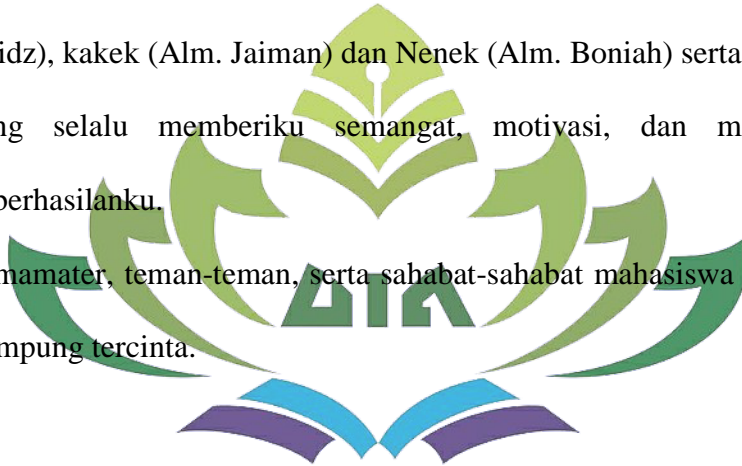 idz), kakek (Alm. Jaiman) dan Nenek (Alm. Boniah) serta
ng selalu memberiku semangat, motivasi, dan m
berhasilanku.
mamater, teman-teman, serta sahabat-sahabat mahasiswa
mpung tercinta.